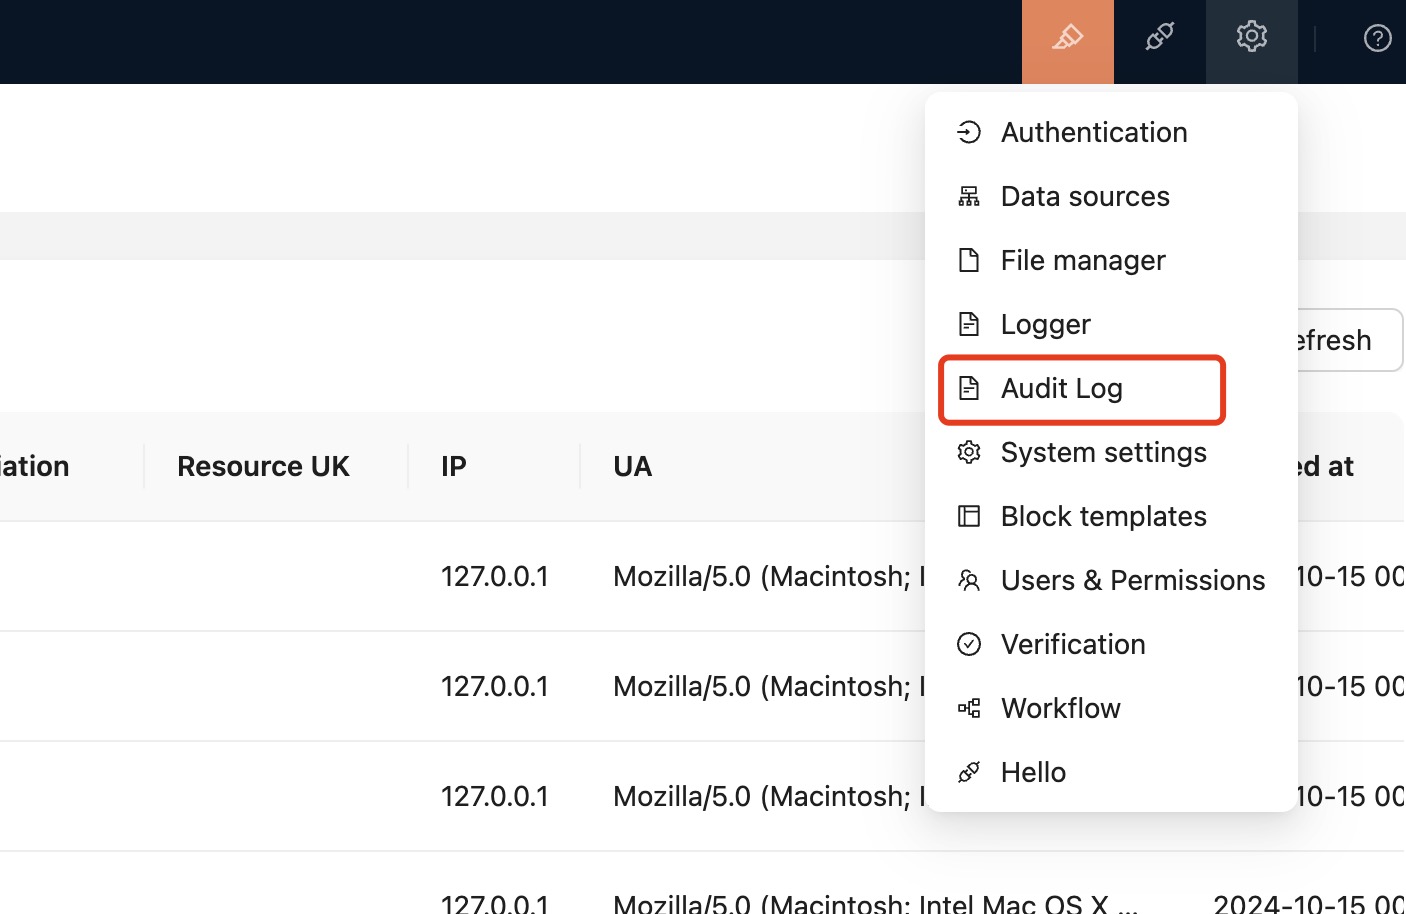 Authentication
Data sources
File manager
Logger
efresh
Audit Log
System settings
iation Resource UK IP UA ed at
Block templates
127.0.0.1 Mozilla/5.0 (Macintosh; I 10-15 00
Users & Permissions
Verification
127.0.0.1 Mozilla/5.0 (Macintosh; I 10-15 00
Workflow
Hello
127.0.0.1 Mozilla/5.0 (Macintosh; I 10-15 00
127.0.0.1 Mozilla/5.0 (Macintosh; Intel Mac OS X ... 2024-10-15 00